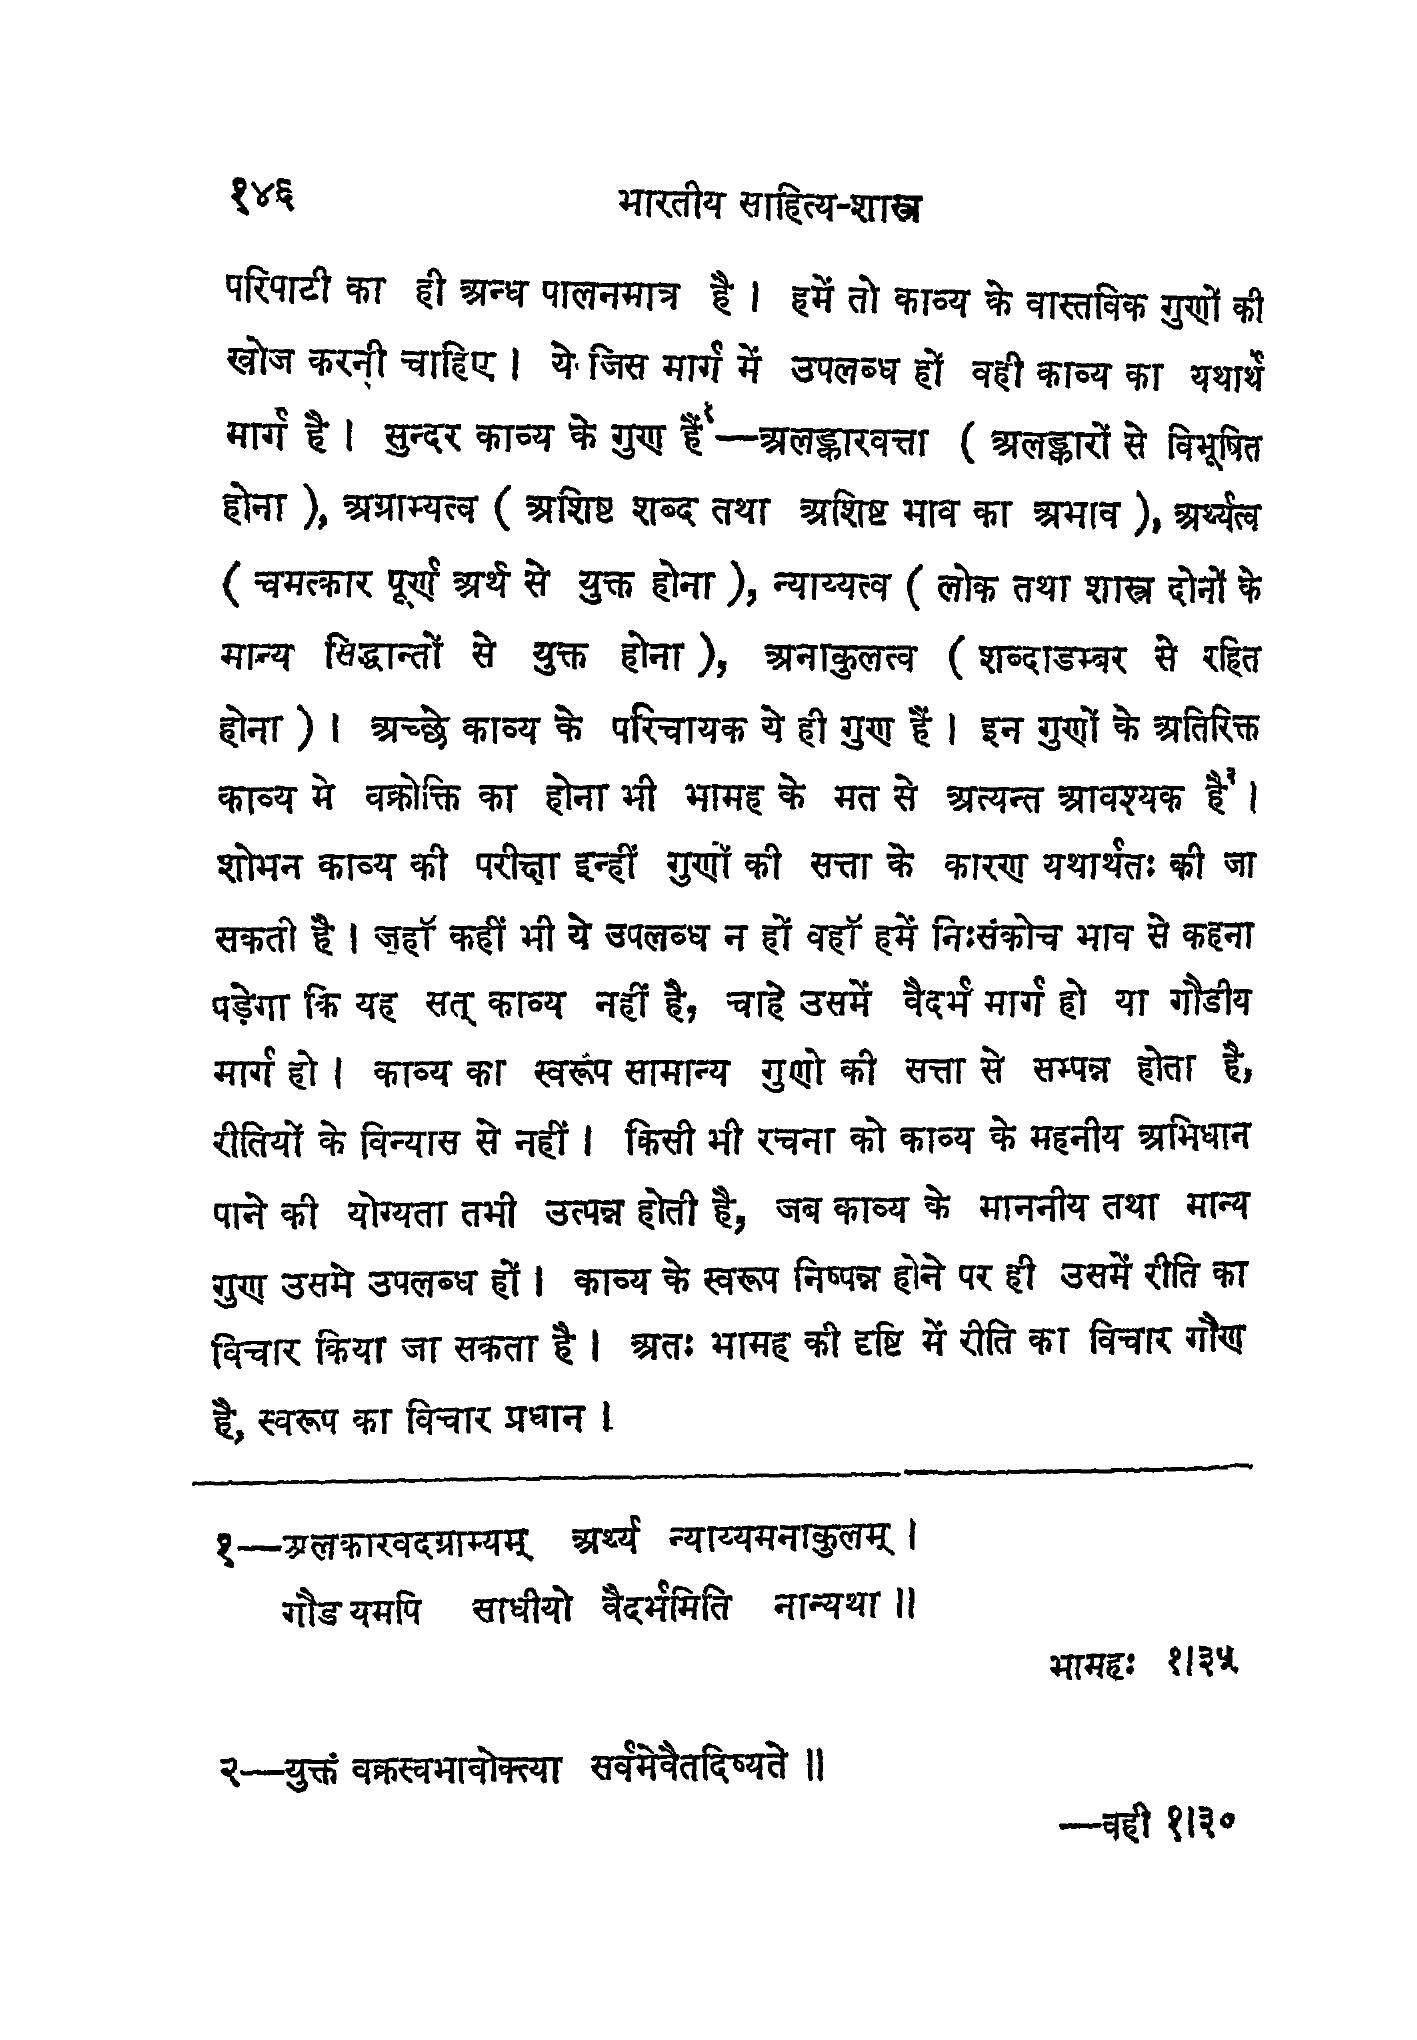 १४६ भारतीय साहित्य-शास्त्र
परिपाटी का ही अन्ध पालनमात्र है । हमें तो काव्य के वास्तविक गुणों की
खोज करनी चाहिए । ये जिस मार्ग में उपलब्ध हों वही काव्य का यथार्थ
मार्ग है । सुन्दर काव्य के गुण हैं१—अलङ्कारवत्ता ( अलङ्कारों से विभूषित
होना ), अग्राम्यत्व ( अशिष्ट शब्द तथा अशिष्ट भाव का अभाव ), अर्थ्यत्व
( चमत्कार पूर्ण अर्थ से युक्त होना ), न्याय्यत्व ( लोक तथा शास्त्र दोनों के
मान्य सिद्धान्तों से युक्त होना ), अनाकुलत्व ( शब्दाडम्बर से रहित
होना ) । अच्छे काव्य के परिचायक ये ही गुण हैं । इन गुणों के अतिरिक्त
काव्य मे वक्रोक्ति का होना भी भामह के मत से अत्यन्त आवश्यक है२ ।
शोभन काव्य की परीक्षा इन्हीं गुणों की सत्ता के कारण यथार्थतः की जा
सकती है । जहॉ कहीं भी ये उपलब्ध न हों वहॉ हमें निःसंकोच भाव से कहना
पड़ेगा कि यह सत् काव्य नहीं है, चाहे उसमें वैदर्भ मार्ग हो या गौडीय
मार्ग हो । काव्य का स्वरूप सामान्य गुणो की सत्ता से सम्पन्न होता है,
रीतियों के विन्यास से नहीं । किसी भी रचना को काव्य के महनीय अभिधान
पाने की योग्यता तभी उत्पन्न होती है, जब काव्य के माननीय तथा मान्य
गुण उसमे उपलब्ध हों । काव्य के स्वरूप निष्पन्न होने पर ही उसमें रीति का
विचार किया जा सकता है । अतः भामह की दृष्टि में रीति का विचार गौण
है, स्वरूप का विचार प्रधान ।
१—अलकारवदग्राम्यम् अर्थ्य न्याय्यमनाकुलम् ।
गौड यमपि साधीयो वैदर्भमिति नान्यथा ॥
भामहः १।३५
२—युक्तं वक्रस्वभावोक्त्या सर्वमेवैतदिष्यते ॥
—वही १।३०